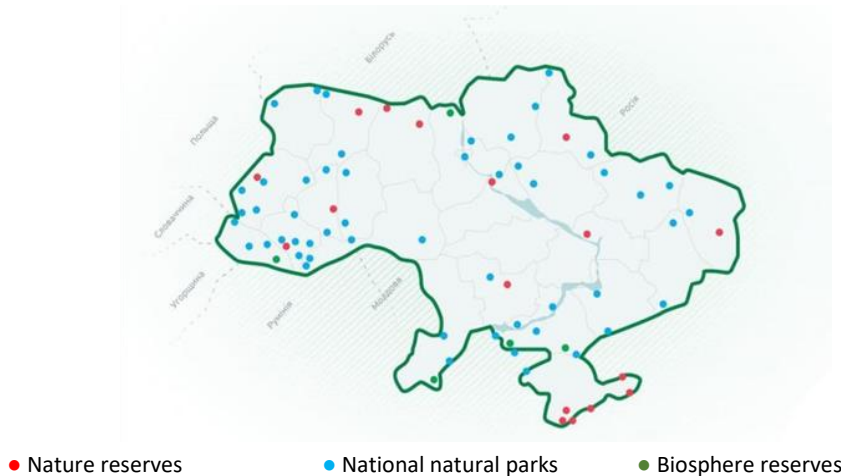 Білорусь
Росія
Польща
Словаччина
Угорщина
Румунія
Молдова
Nature reserves
National natural parks
Biosphere reserves